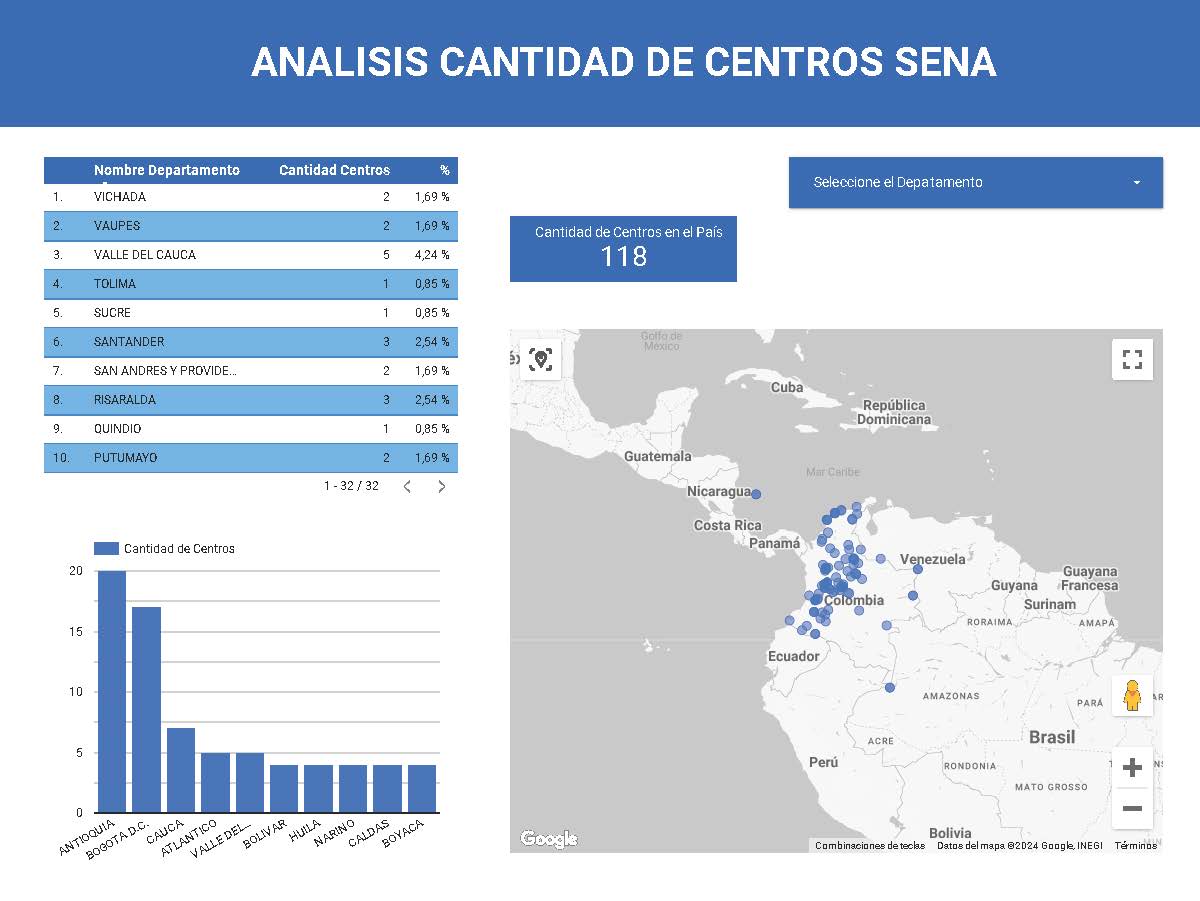 ANALISIS CANTIDAD DE CENTROS SENA
Nombre Departamento Cantidad Centros %
1. VICHADA 2 1,69 %
2. VAUPES 2 1,69 %
3. VALLE DEL CAUCA 5 4,24 %
4. TOLIMA 1 0,85 %
5. SUCRE 1 0,85 %
6. SANTANDER 3 2,54 %
7. SAN ANDRES Y PROVIDE... 2 1,69 %
8. RISARALDA 3 2,54 %
9. QUINDIO 1 0,85 %
10. PUTUMAYO 2 1,69 %
1 - 32 / 32
Seleccione el Depatamento
Cantidad de Centros en el País
118
Cantidad de Centros
20
15
10
5
0
ANTIOQUIA
BOGOTA D.C.
CAUCA
ATLANTICO
VALLE DEL...
BOLIVAR
HUILA
NARINO
CALDAS
BOYACA
Golfo de
México
Cuba
República
Dominicana
Guatemala
Mar Caribe
Nicaragua
Costa Rica
Panamá
Venezuela
Guayana
Francesa
Guyana
Surinam
Colombia
RORAIMA
AMAPÁ
Ecuador
AMAZONAS
PARÁ
ACRE
Brasil
Perú
RONDONIA
MATO GROSSO
Bolivia
Google
Combinaciones de teclas Datos del mapa ©2024 Google, INEGI Términos